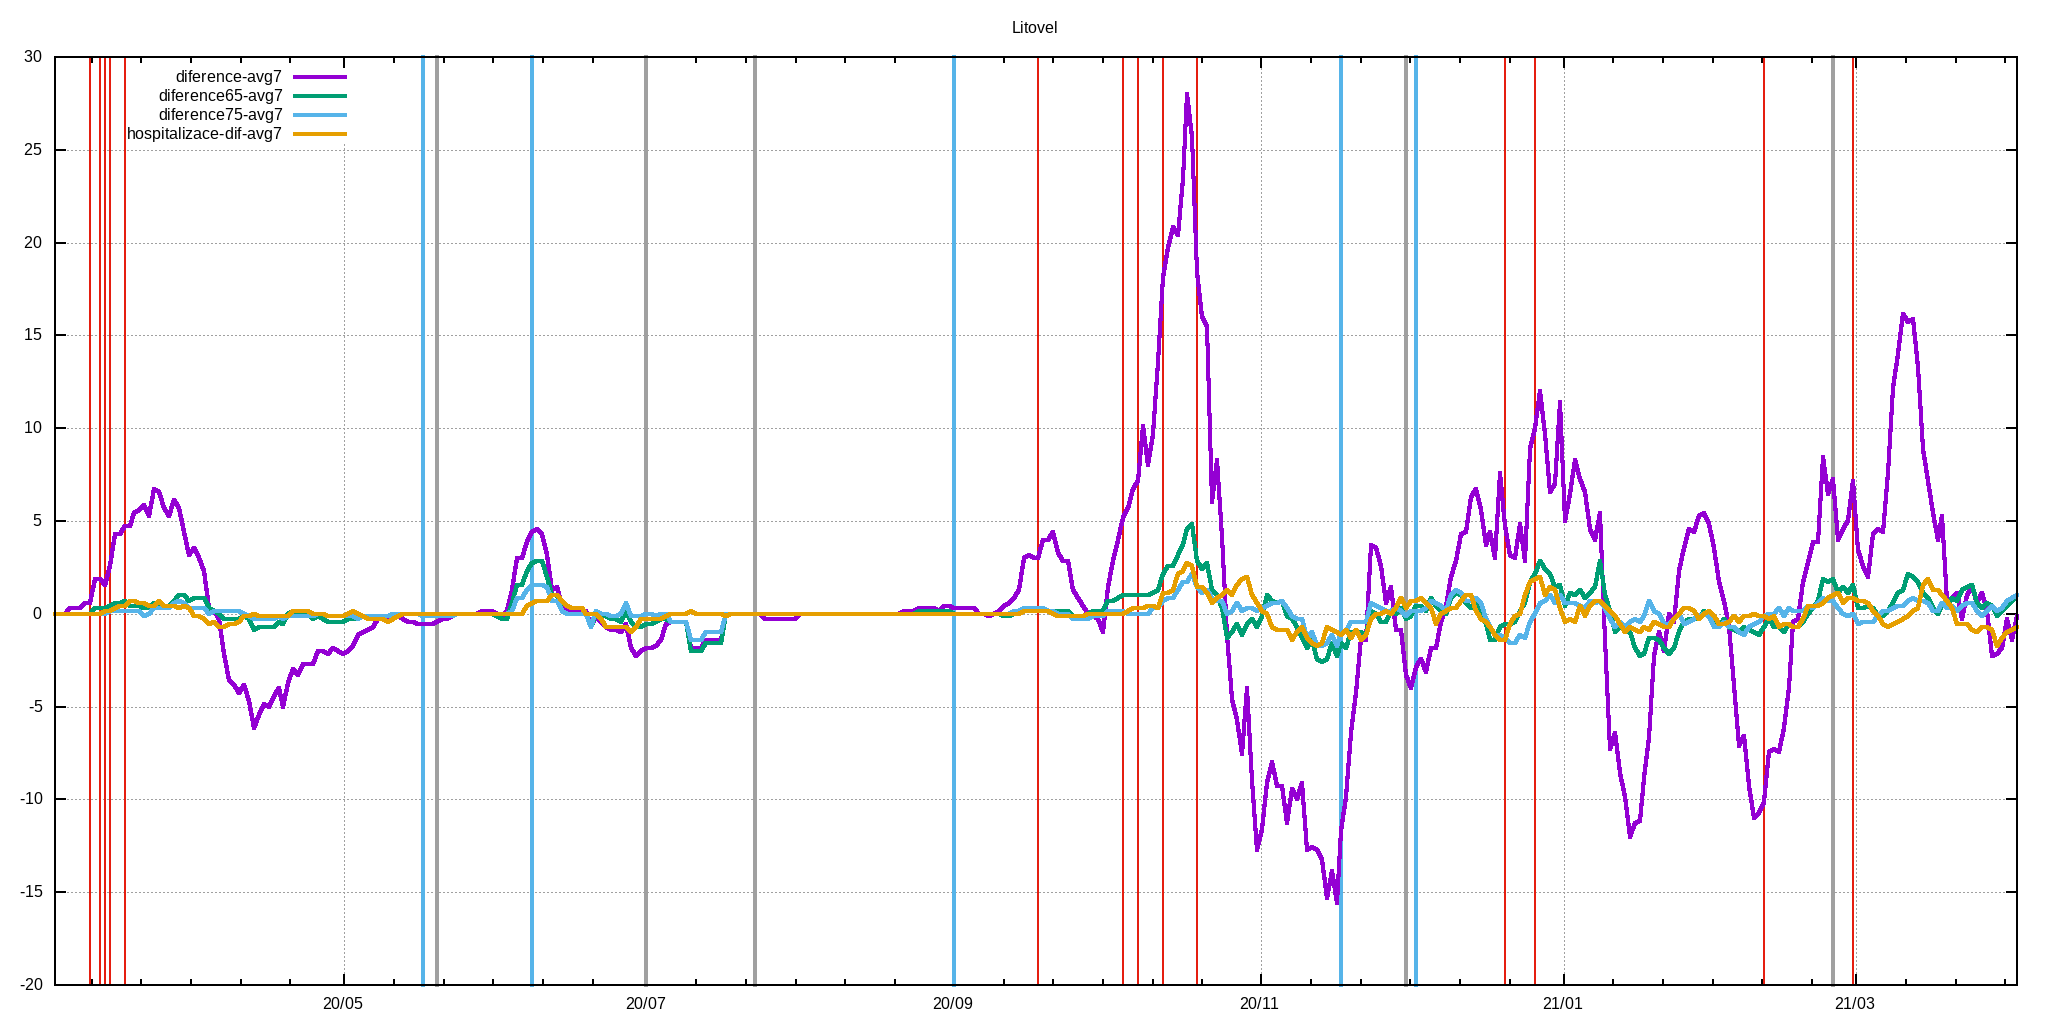 Litovel
30
diference-avg7
diference65-avg7
diference75-avg7
hospitalizace-dif-avg7
25
20
15
10
5
0
-5
-10
-15
-20
20/05 20/07 20/09 20/11 21/01 21/03